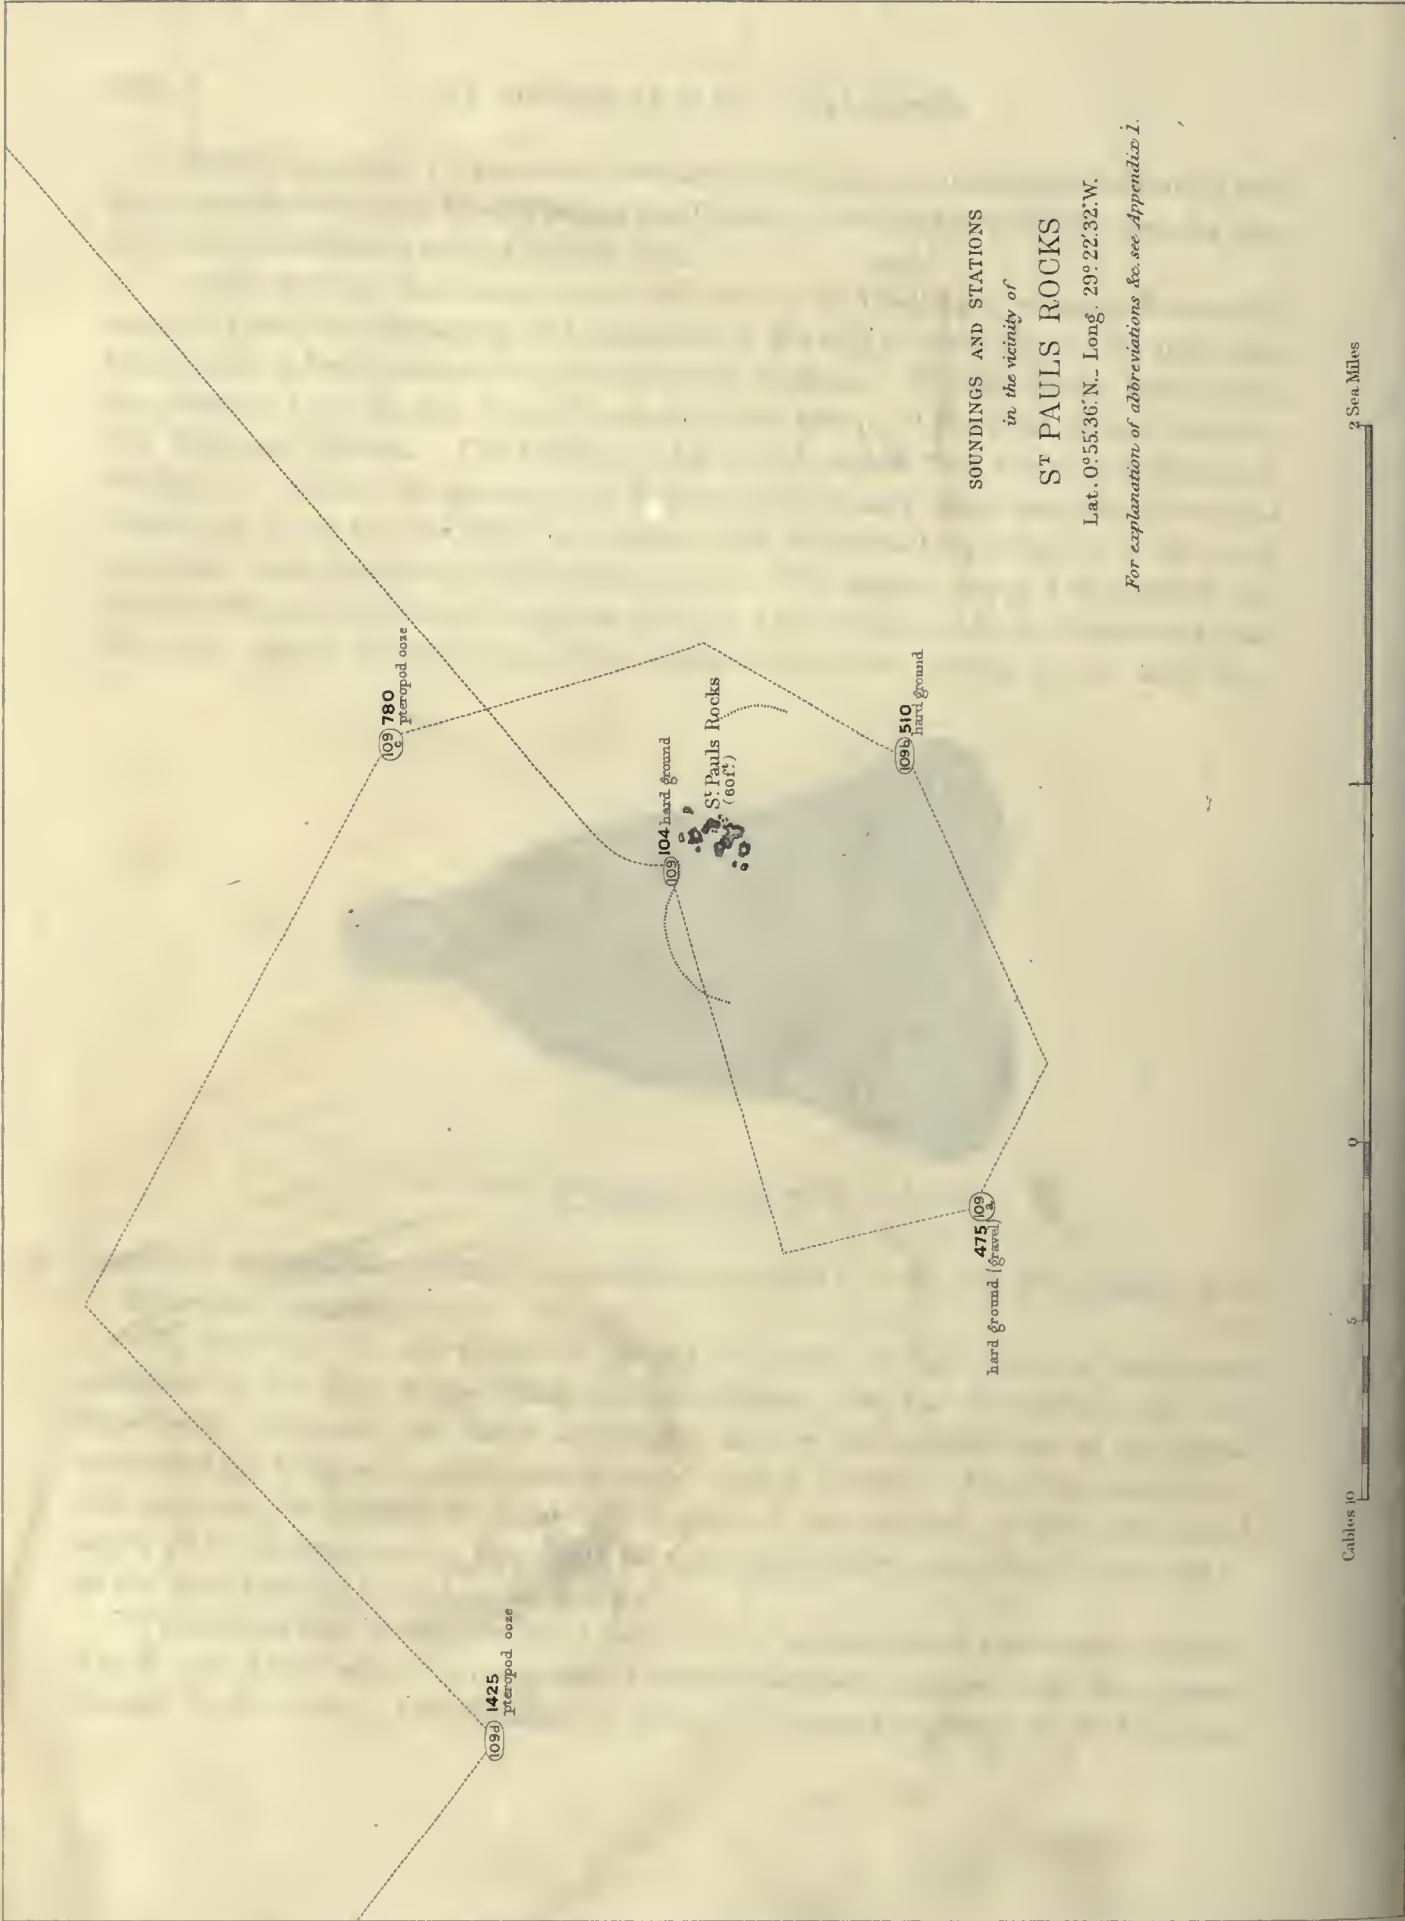 SOUNDINGS AND STATIONS
in the vicinity of
Sᵀ PAULS ROCKS
Lat. 0°55'.36"N._ Long. 29°22'.32"W.
For explanation of abbreviations &c. see Appendix I.
109c 780
pteropod ooze
109 104 hard ground
Sᵗ Pauls Rocks
(60fᵗ)
109b 510
hard ground
475 109a
hard ground (gravel)
109d 1425
pteropod ooze
Cables 10 5 0 1 2 Sea Miles